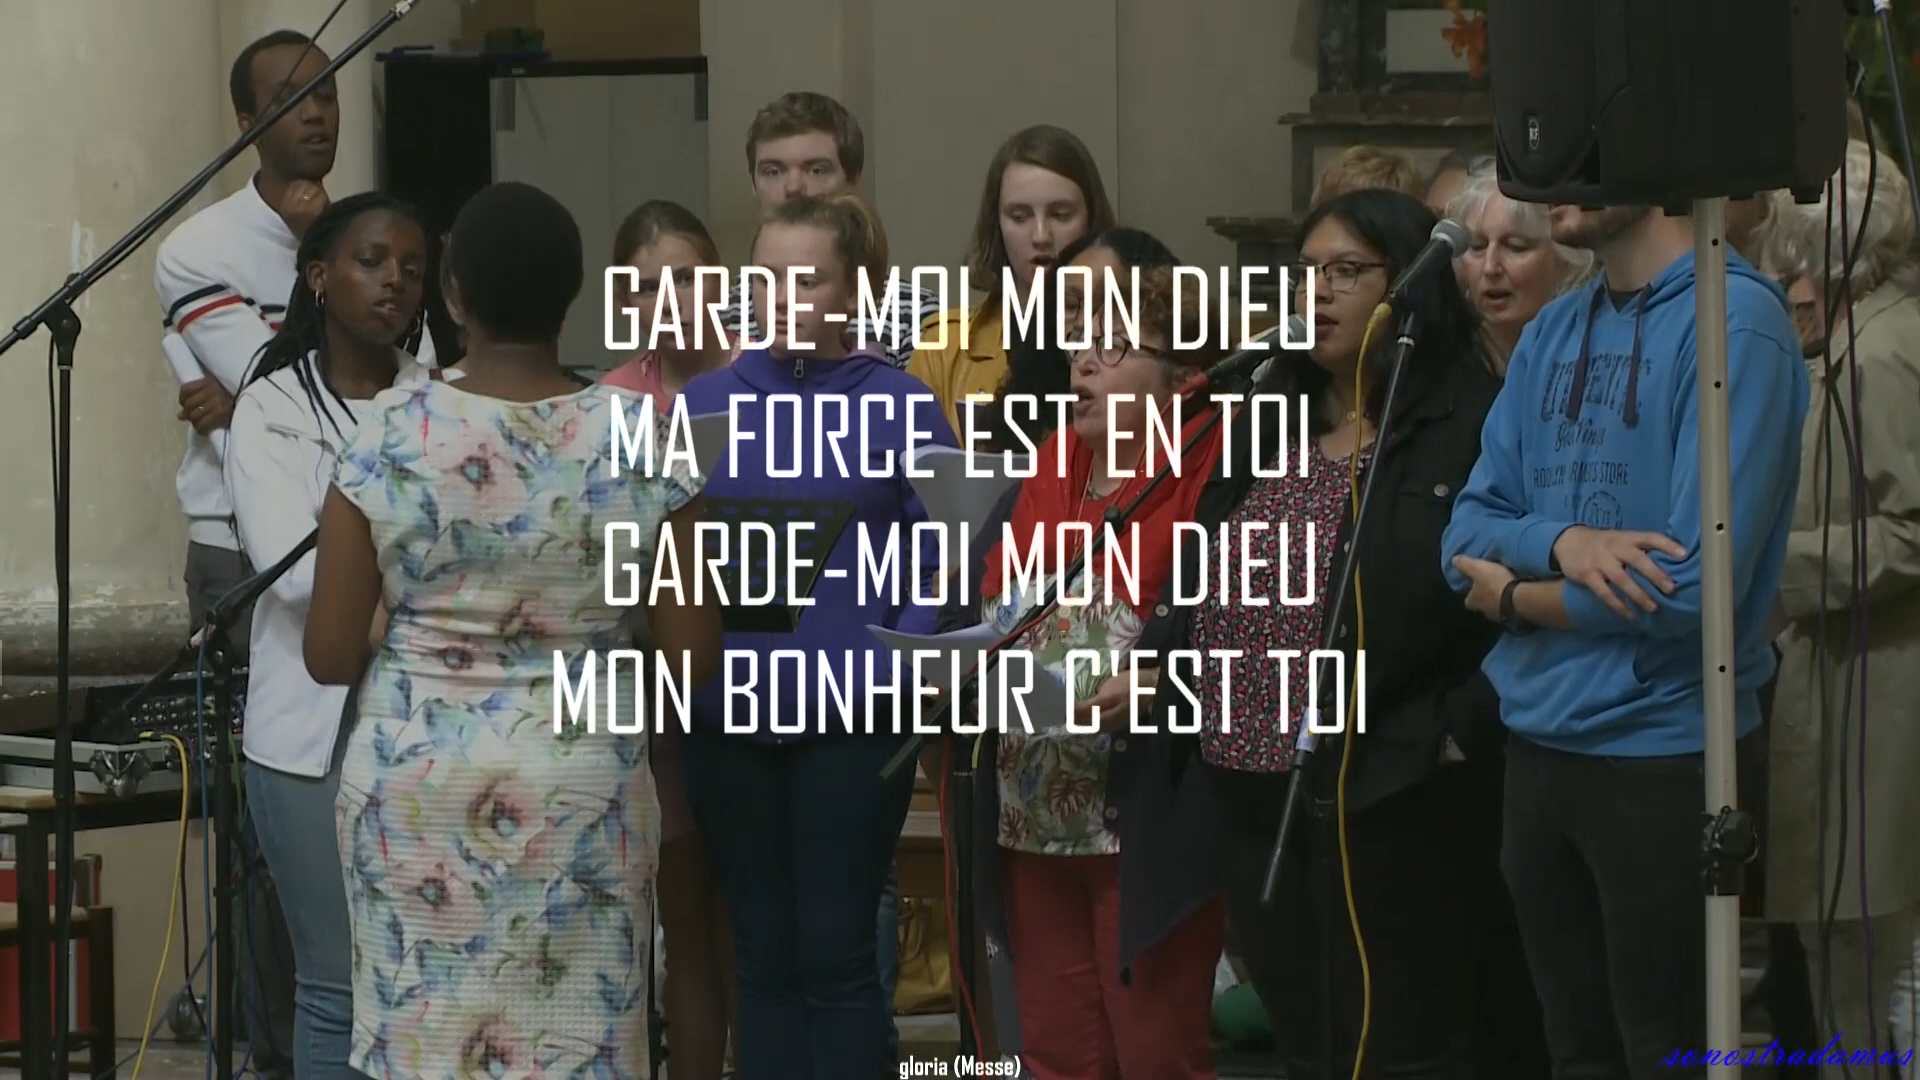 GARDE-MOI MON DIEU
MA FORCE EST EN TOI
GARDE-MOI MON DIEU
MON BONHEUR C'EST TOI
gloria (Messe)
sonostradamus